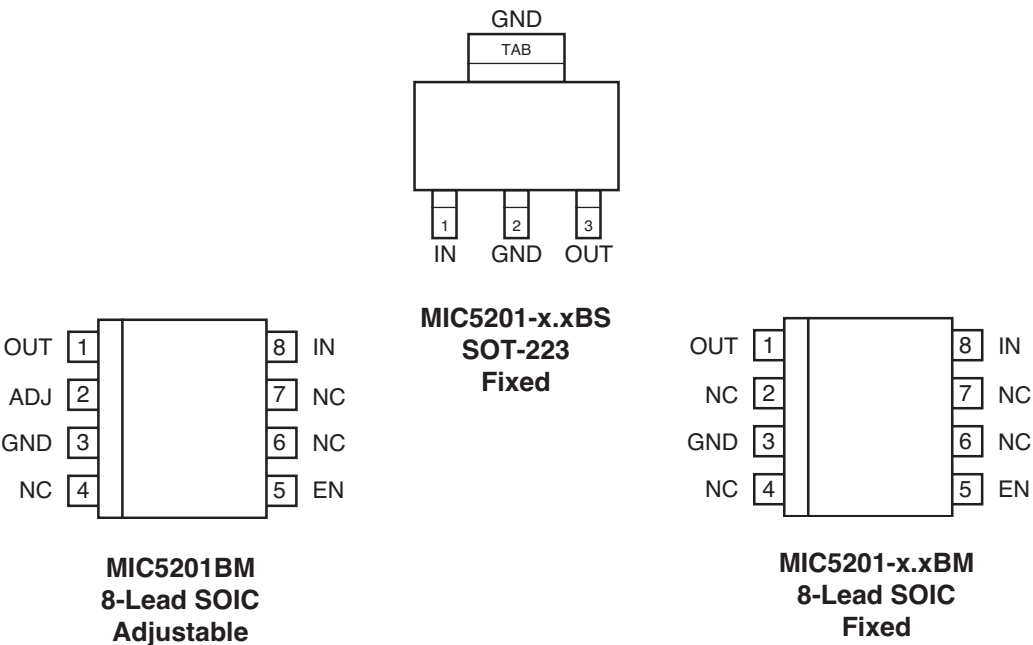 GND
TAB
1 2 3
IN GND OUT
MIC5201-x.xBS
SOT-223
Fixed
OUT 1 8 IN
ADJ 2 7 NC
GND 3 6 NC
NC 4 5 EN
MIC5201BM
8-Lead SOIC
Adjustable
OUT 1 8 IN
NC 2 7 NC
GND 3 6 NC
NC 4 5 EN
MIC5201-x.xBM
8-Lead SOIC
Fixed